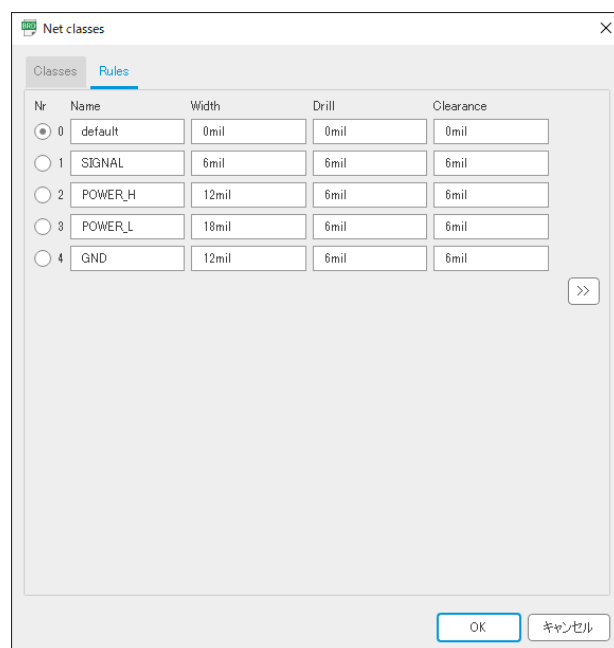 BRD Net classes
Classes Rules
Nr Name Width Drill Clearance
0 default 0mil 0mil 0mil
1 SIGNAL 6mil 6mil 6mil
2 POWER_H 12mil 6mil 6mil
3 POWER_L 18mil 6mil 6mil
4 GND 12mil 6mil 6mil
>>
OK キャンセル